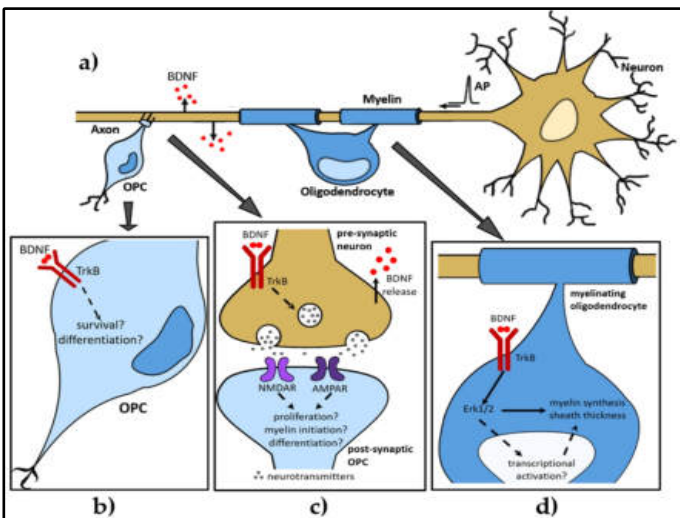 a)
BDNF
AP
Neuron
Myelin
Axon
OPC
Oligodendrocyte
BDNF
TrkB
survival?
differentiation?
OPC
b)
pre-synaptic
neuron
BDNF
TrkB
BDNF
release
NMDAR
AMPAR
proliferation?
myelin initiation?
differentiation?
post-synaptic
OPC
neurotransmitters
c)
myelinating
oligodendrocyte
BDNF
TrkB
Erk1/2
myelin synthesis
sheath thickness
transcriptional
activation?
d)